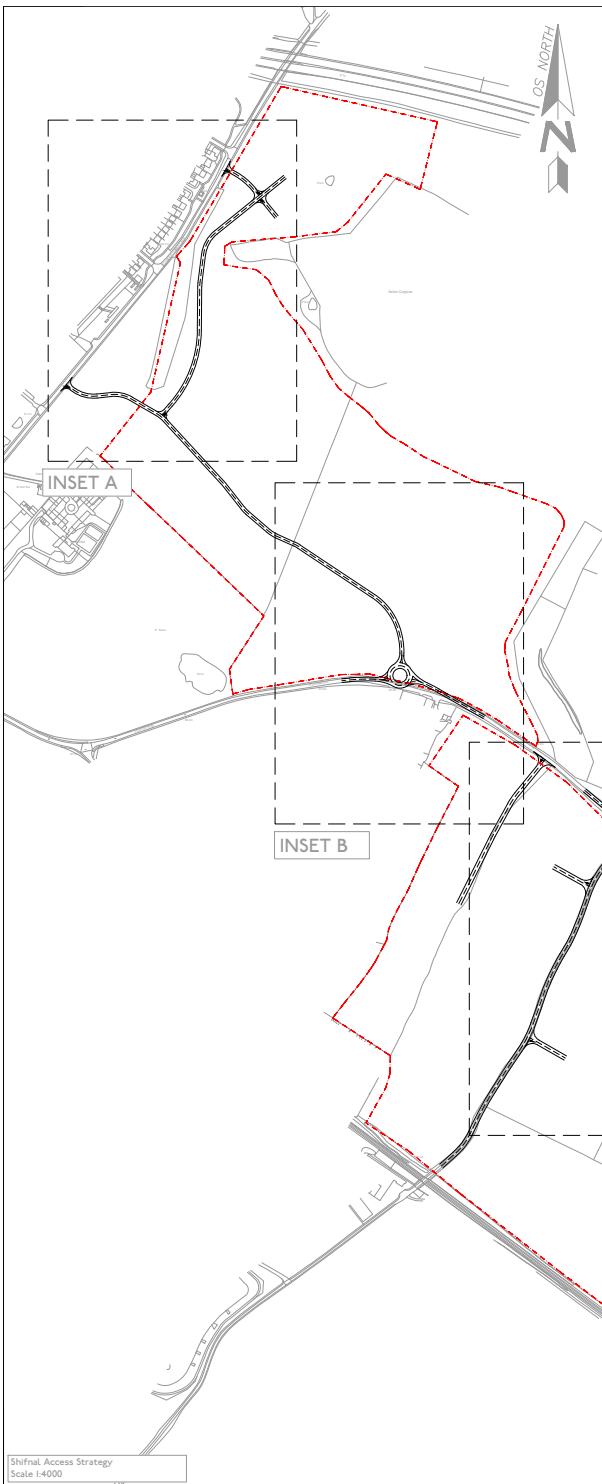 OS NORTH
N
INSET A
INSET B
Shifnal Access Strategy
Scale 1:4000